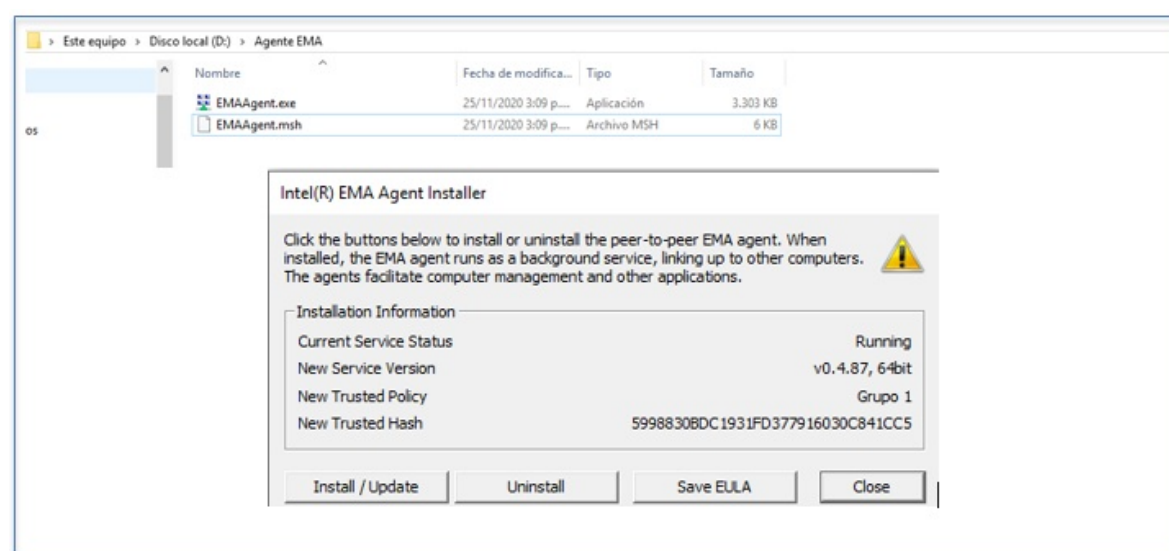 Este equipo > Disco local (D:) > Agente EMA
Nombre Fecha de modifica... Tipo Tamaño
EMAAgent.exe 25/11/2020 3:09 p.... Aplicación 3.303 KB
os
EMAAgent.msh 25/11/2020 3:09 p.... Archivo MSH 6 KB
Intel(R) EMA Agent Installer
Click the buttons below to install or uninstall the peer-to-peer EMA agent. When
installed, the EMA agent runs as a background service, linking up to other computers.
The agents facilitate computer management and other applications.
Installation Information
Current Service Status Running
New Service Version v0.4.87, 64bit
New Trusted Policy Grupo 1
New Trusted Hash 5998830BDC1931FD377916030C841CC5
Install / Update Uninstall Save EULA Close